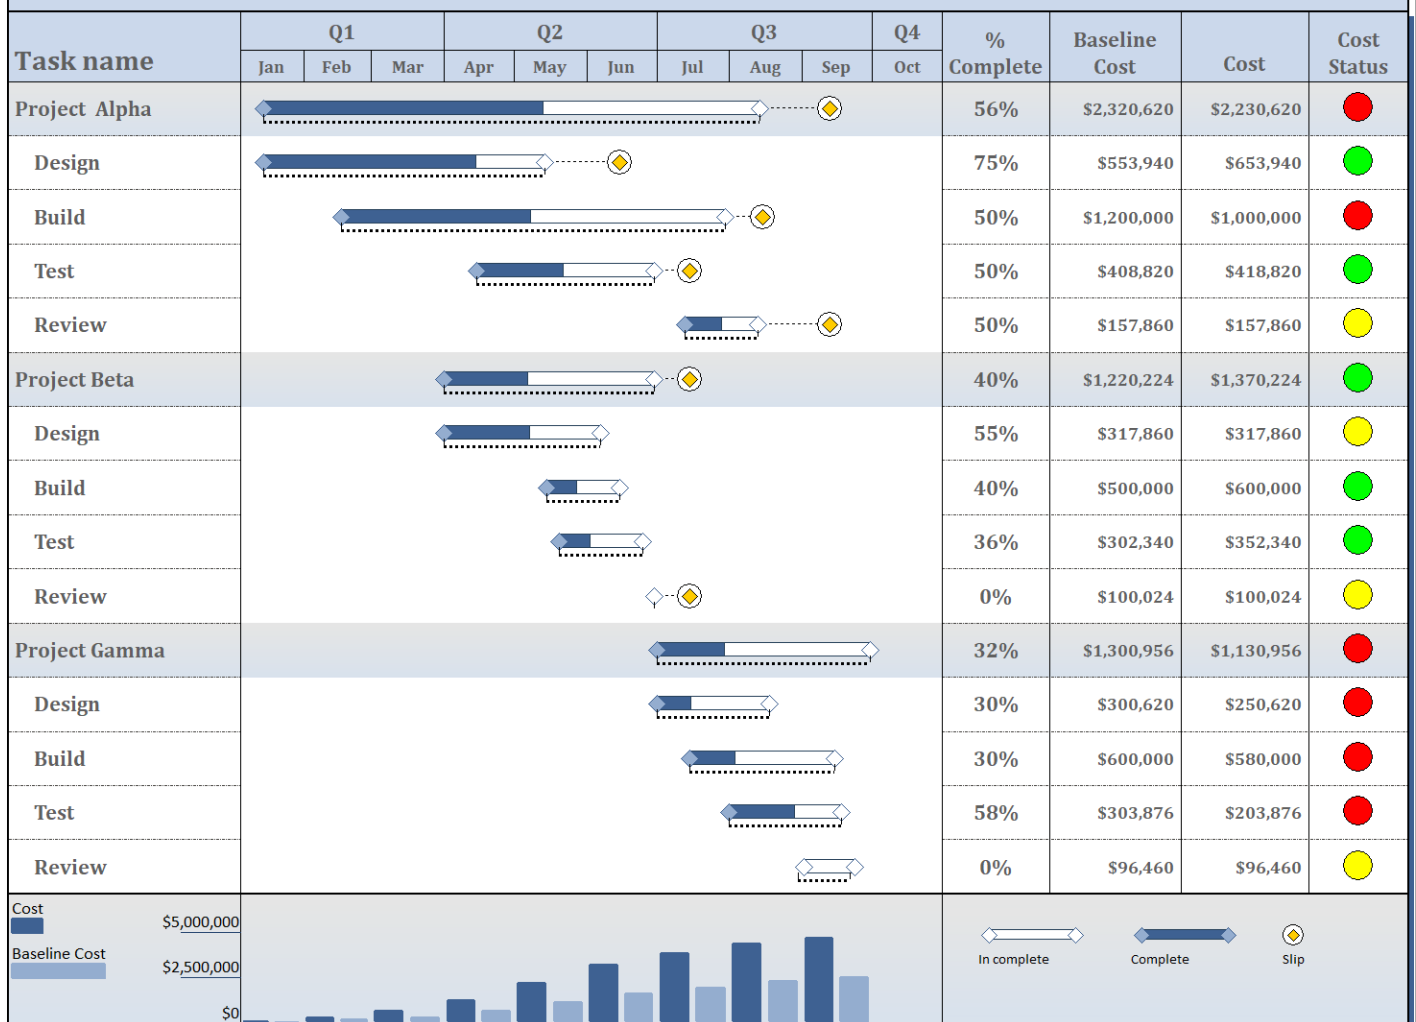 Task name
Q1 Q2 Q3 Q4
Jan Feb Mar Apr May Jun Jul Aug Sep Oct
% Complete
Baseline Cost
Cost
Cost Status
Project Alpha 56% $2,320,620 $2,230,620
Design 75% $553,940 $653,940
Build 50% $1,200,000 $1,000,000
Test 50% $408,820 $418,820
Review 50% $157,860 $157,860
Project Beta 40% $1,220,224 $1,370,224
Design 55% $317,860 $317,860
Build 40% $500,000 $600,000
Test 36% $302,340 $352,340
Review 0% $100,024 $100,024
Project Gamma 32% $1,300,956 $1,130,956
Design 30% $300,620 $250,620
Build 30% $600,000 $580,000
Test 58% $303,876 $203,876
Review 0% $96,460 $96,460
Cost
Baseline Cost
$5,000,000
$2,500,000
$0
In complete Complete Slip